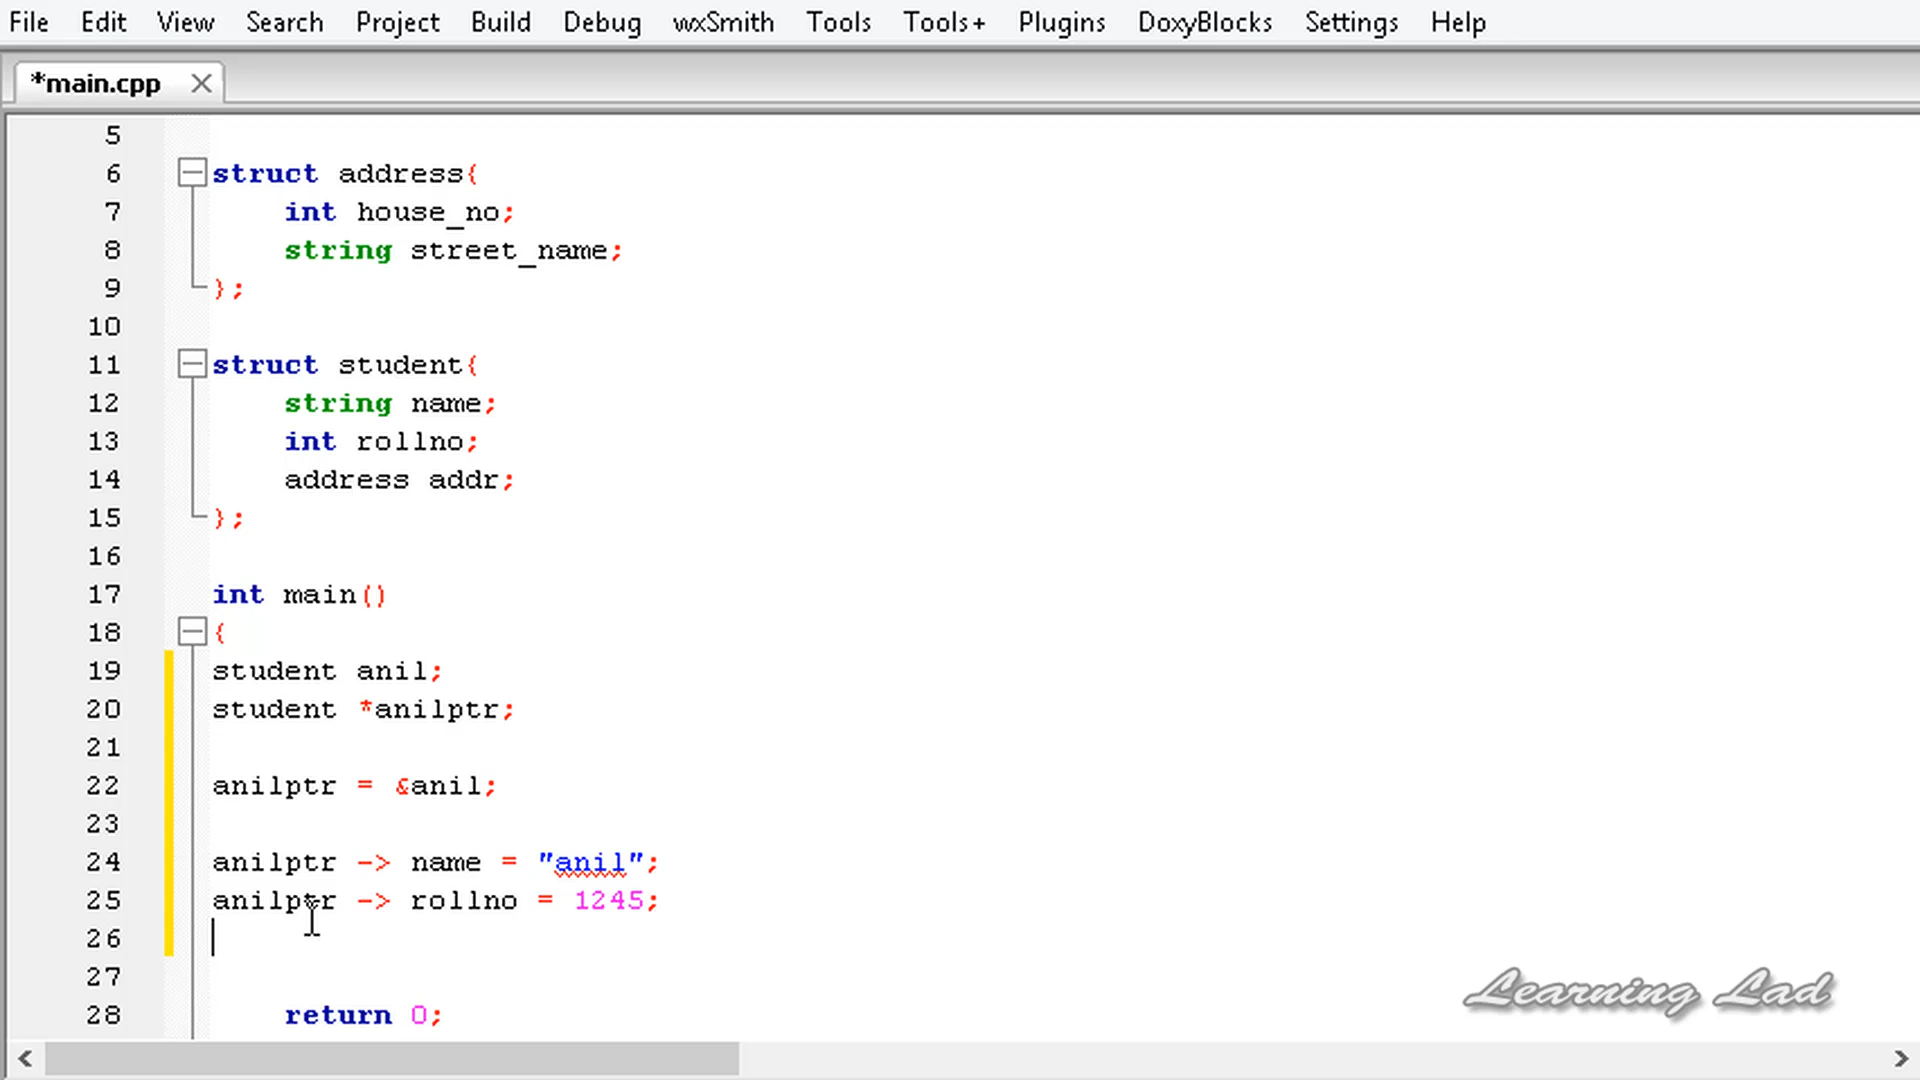 File Edit View Search Project Build Debug wxSmith Tools Tools+ Plugins DoxyBlocks Settings Help
*main.cpp
5
6 struct address{
7 int house_no;
8 string street_name;
9 };
10
11 struct student{
12 string name;
13 int rollno;
14 address addr;
15 };
16
17 int main()
18 {
19 student anil;
20 student *anilptr;
21
22 anilptr = &anil;
23
24 anilptr -> name = "anil";
25 anilptr -> rollno = 1245;
26
27
28 return 0;
Learning Lad